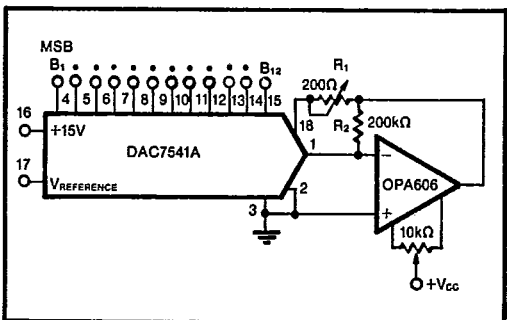 MSB
B1 • • • • • • • • • • B12
4 5 6 7 8 9 10 11 12 13 14 15
R1
200Ω
16
+15V
18
R2
200kΩ
DAC7541A
1
−
17
VREFERENCE
2
OPA606
3
+
10kΩ
+VCC